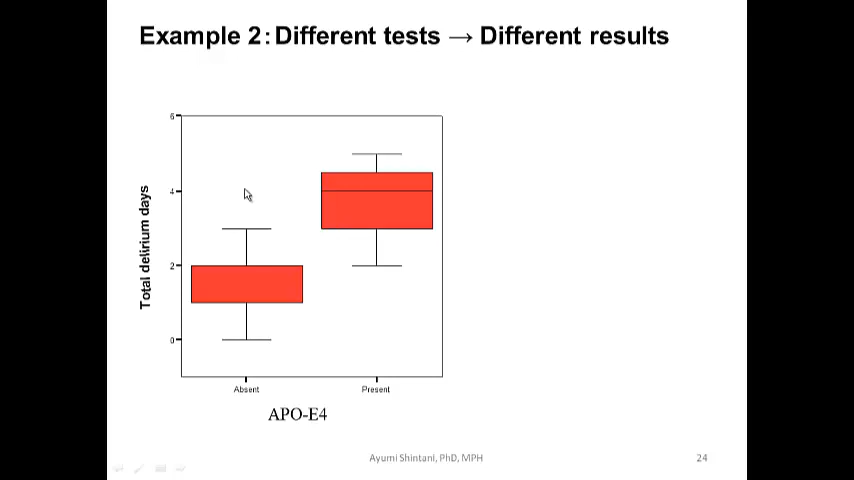 Example 2: Different tests → Different results
6
4
2
0
Total delirium days
Absent
Present
APO-E4
Ayumi Shintani, PhD, MPH
24